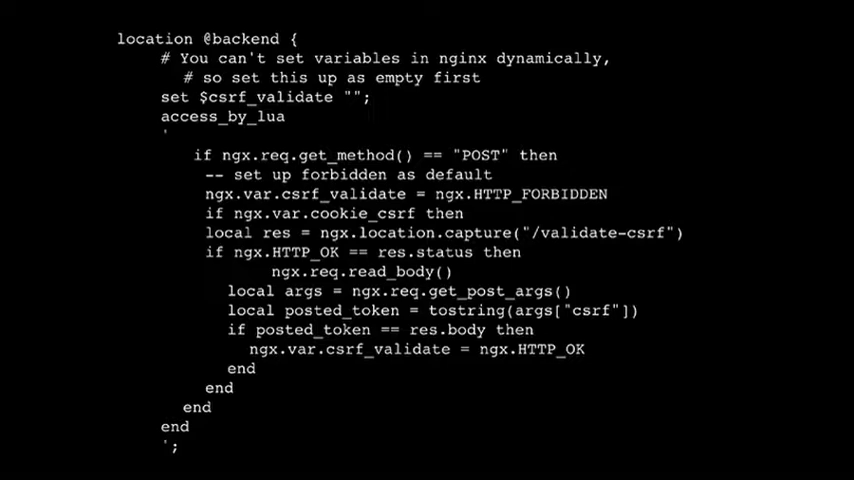 location @backend {
# You can't set variables in nginx dynamically,
# so set this up as empty first
set $csrf_validate "";
access_by_lua
'
if ngx.req.get_method() == "POST" then
-- set up forbidden as default
ngx.var.csrf_validate = ngx.HTTP_FORBIDDEN
if ngx.var.cookie_csrf then
local res = ngx.location.capture("/validate-csrf")
if ngx.HTTP_OK == res.status then
ngx.req.read_body()
local args = ngx.req.get_post_args()
local posted_token = tostring(args["csrf"])
if posted_token == res.body then
ngx.var.csrf_validate = ngx.HTTP_OK
end
end
end
end
';